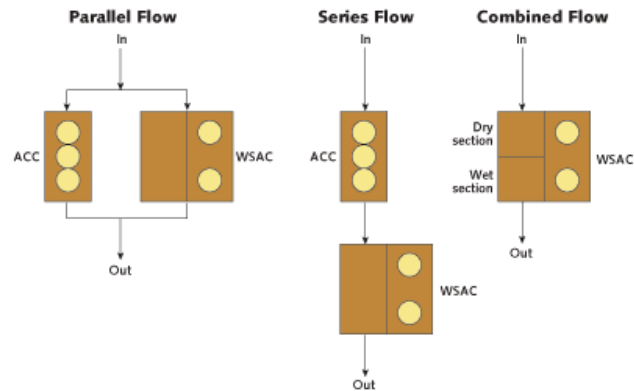 Parallel Flow
In
ACC
WSAC
Out
Series Flow
In
ACC
WSAC
Out
Combined Flow
In
Dry
section
Wet
section
WSAC
Out